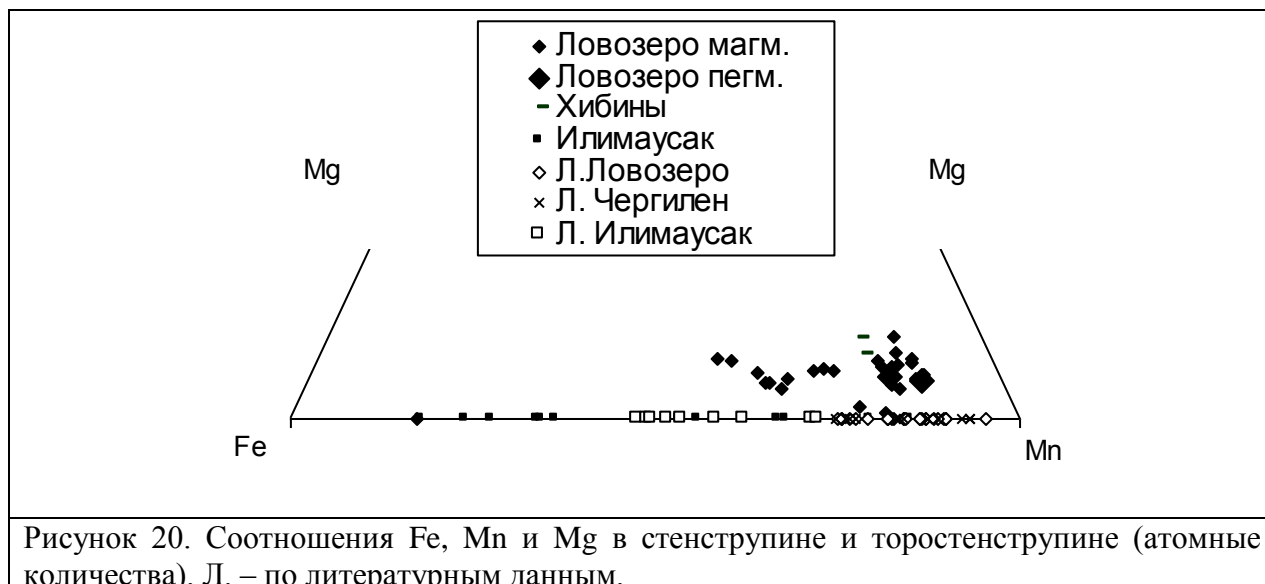 Ловозеро магм.
Ловозеро пегм.
Хибины
Илимаусак
Л.Ловозеро
Л. Чергилен
Л. Илимаусак
Mg
Mg
Fe
Mn
Рисунок 20. Соотношения Fe, Mn и Mg в стенструпине и торостенструпине (атомные
количества). Л. – по литературным данным.